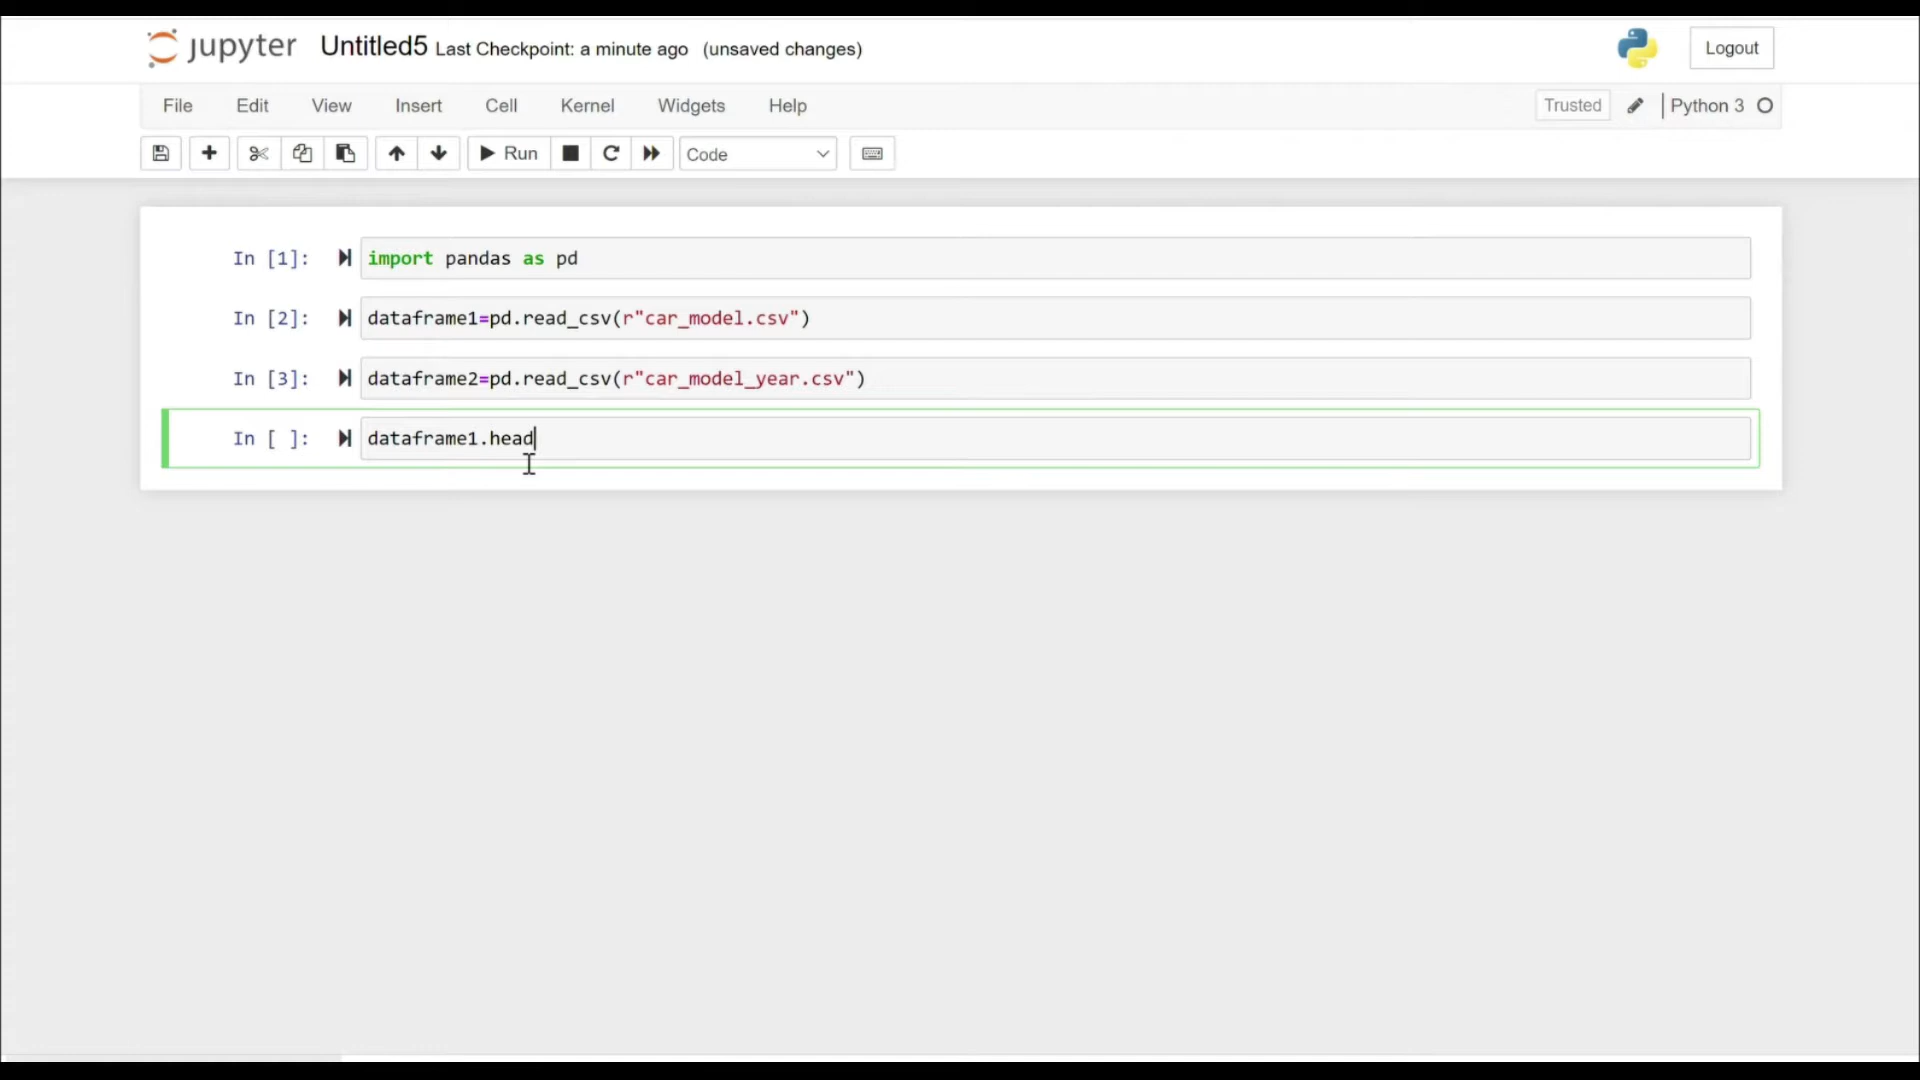 jupyter Untitled5 Last Checkpoint: a minute ago (unsaved changes) Logout
File Edit View Insert Cell Kernel Widgets Help Trusted Python 3
Run Code
In [1]: import pandas as pd
In [2]: dataframe1=pd.read_csv(r"car_model.csv")
In [3]: dataframe2=pd.read_csv(r"car_model_year.csv")
In [ ]: dataframe1.head